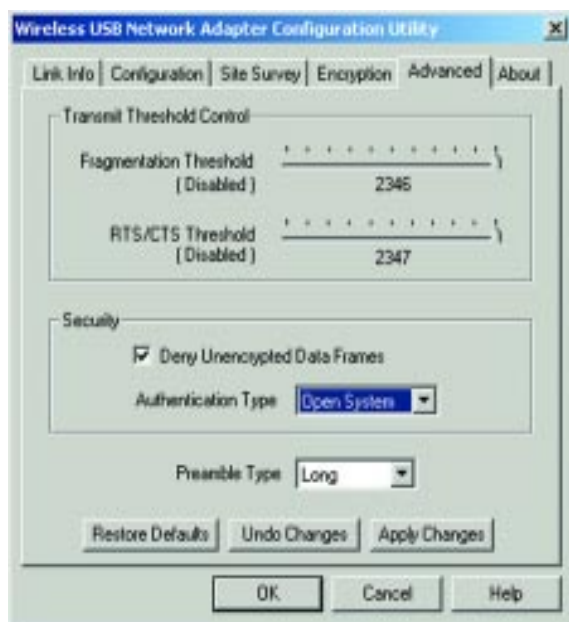 Wireless USB Network Adapter Configuration Utility
Link Info Configuration Site Survey Encryption Advanced About
Transmit Threshold Control
Fragmentation Threshold
( Disabled )
2346
RTS/CTS Threshold
( Disabled )
2347
Security
Deny Unencrypted Data Frames
Authentication Type Open System
Preamble Type Long
Restore Defaults Undo Changes Apply Changes
OK Cancel Help